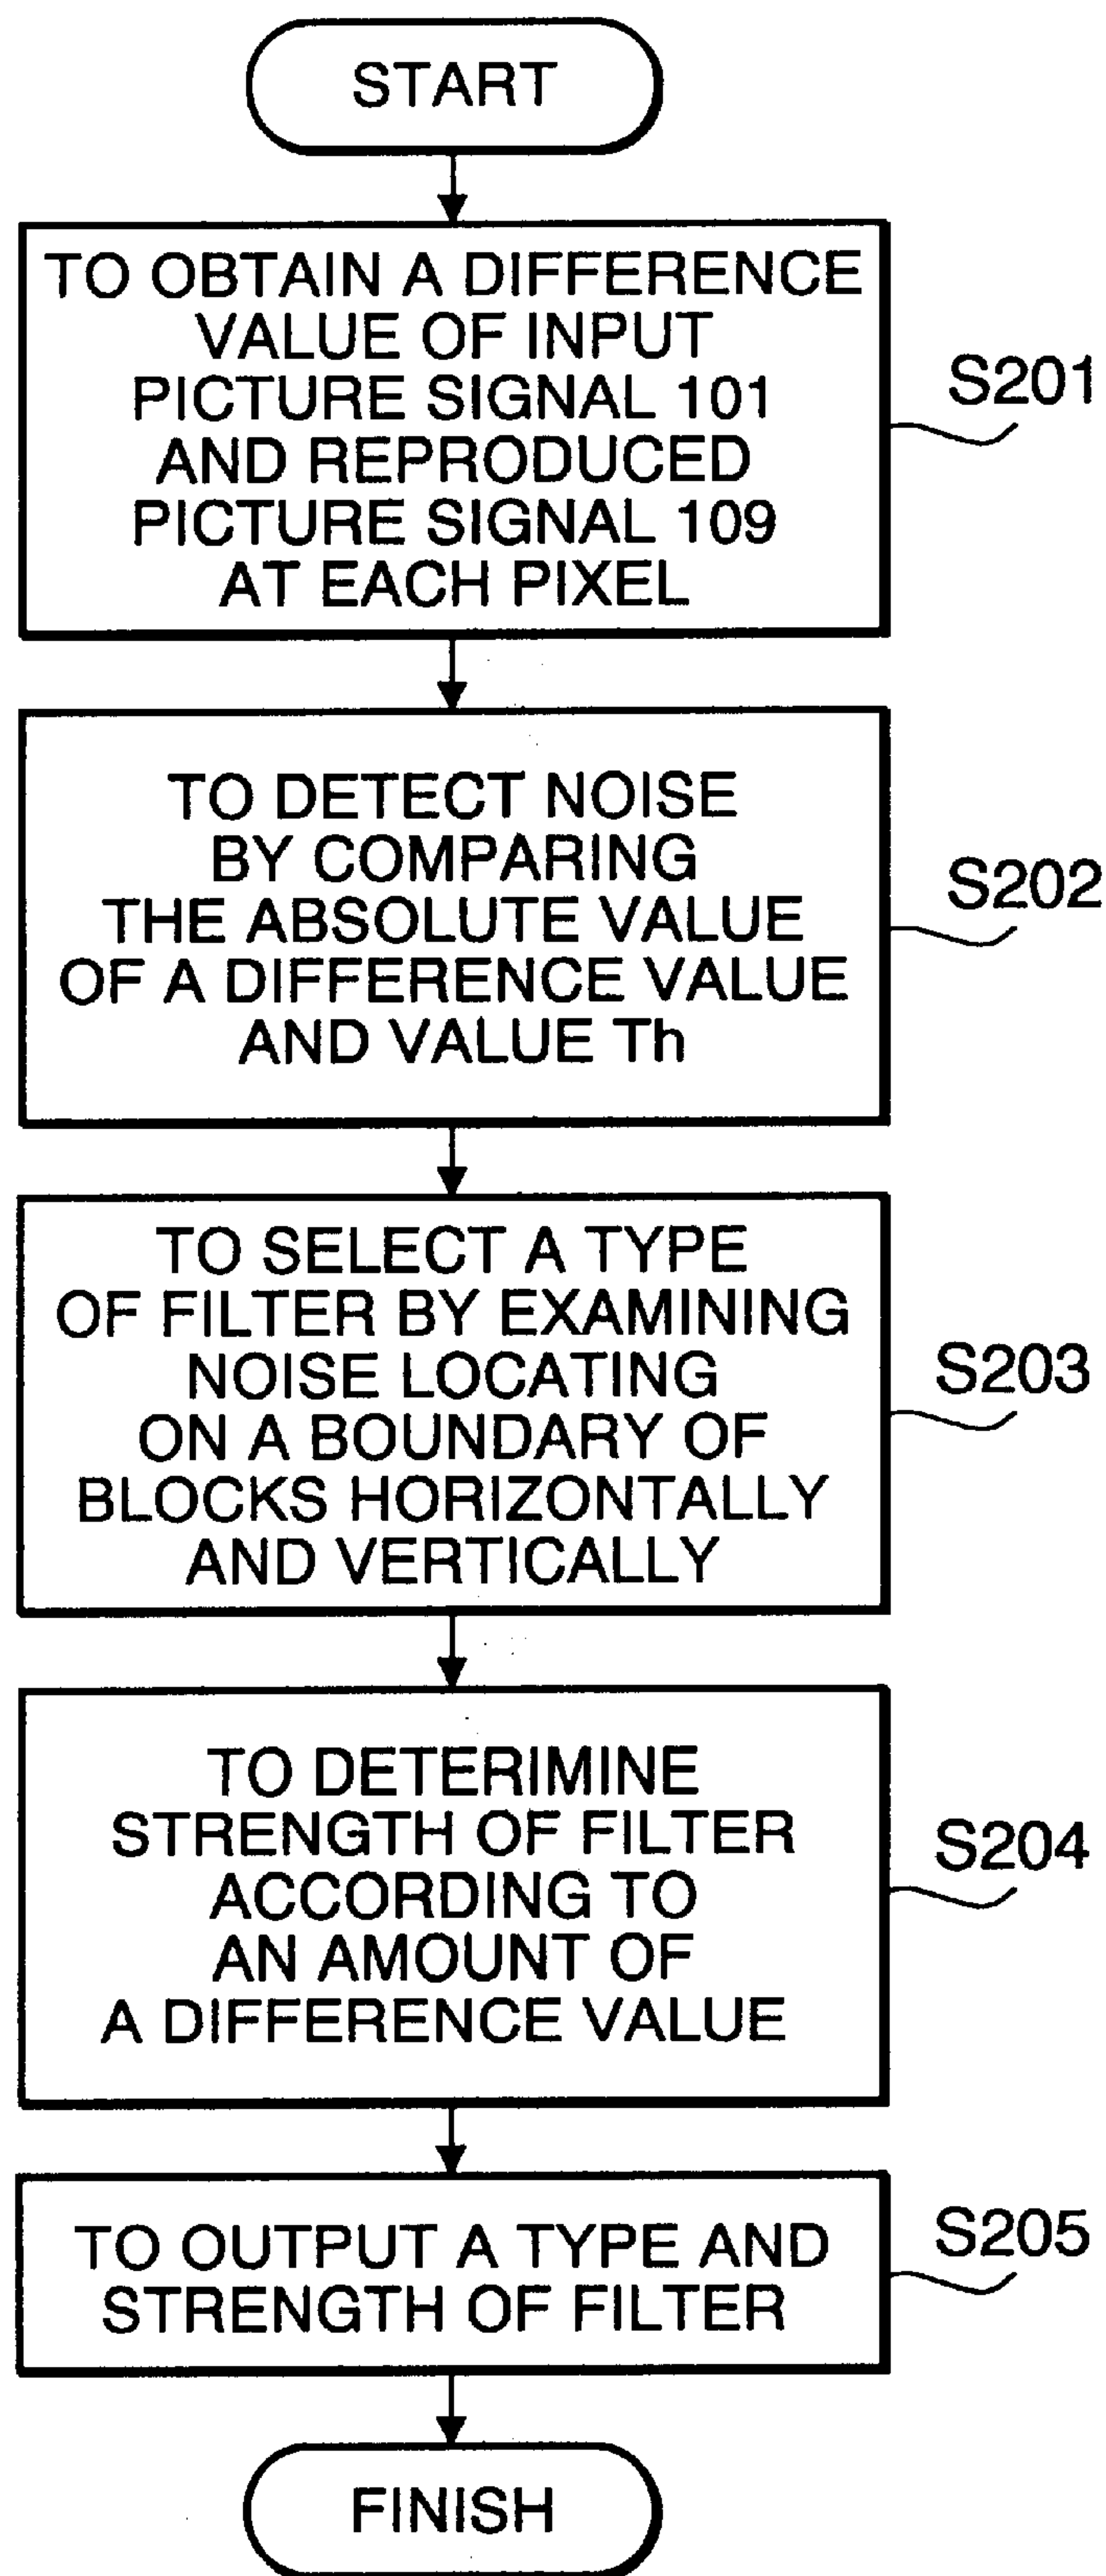 START
TO OBTAIN A DIFFERENCE
VALUE OF INPUT
PICTURE SIGNAL 101
AND REPRODUCED
PICTURE SIGNAL 109
AT EACH PIXEL
S201
TO DETECT NOISE
BY COMPARING
THE ABSOLUTE VALUE
OF A DIFFERENCE VALUE
AND VALUE Th
S202
TO SELECT A TYPE
OF FILTER BY EXAMINING
NOISE LOCATING
ON A BOUNDARY OF
BLOCKS HORIZONTALLY
AND VERTICALLY
S203
TO DETERIMINE
STRENGTH OF FILTER
ACCORDING TO
AN AMOUNT OF
A DIFFERENCE VALUE
S204
TO OUTPUT A TYPE AND
STRENGTH OF FILTER
S205
FINISH